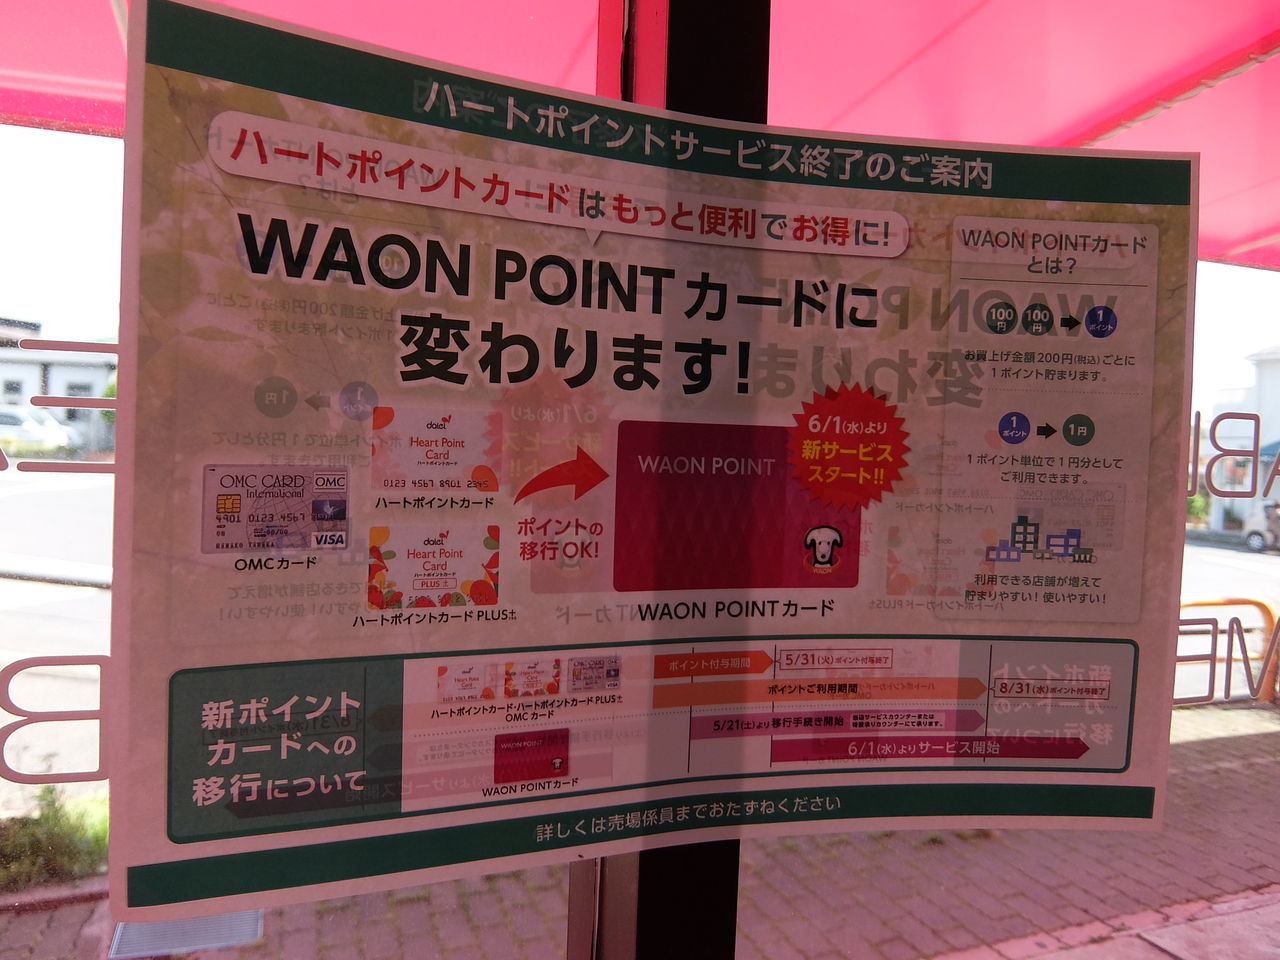 ハートポイントサービス終了のご案内
ハートポイントカードはもっと便利でお得に!
WAON POINTカードに
変わります!
OMC CARD
International
OMC
4901 0123 4567
VISA
OMCカード
daiei
Heart Point
Card
ハートポイントカード
0123 4567 8901 2345
ハートポイントカード
daiei
Heart Point
Card
ハートポイントカード
PLUS±
ハートポイントカード PLUS±
ポイントの
移行OK!
WAON POINT
WAON
6/1(水)より
新サービス
スタート!!
WAON POINTカード
WAON POINTカード
とは?
100円 100円 1ポイント
お買上げ金額200円(税込)ごとに
1ポイント貯まります。
1ポイント 1円
1ポイント単位で1円分として
ご利用できます。
利用できる店舗が増えて
貯まりやすい!使いやすい!
新ポイント
カードへの
移行について
ハートポイントカード・ハートポイントカード PLUS±
OMCカード
WAON POINT
WAON POINTカード
ポイント付与期間
5/31(火)ポイント付与終了
ポイントご利用期間
8/31(水)ポイント付与終了
5/21(土)より移行手続き開始
6/1(水)よりサービス開始
詳しくは売場係員までおたずねください